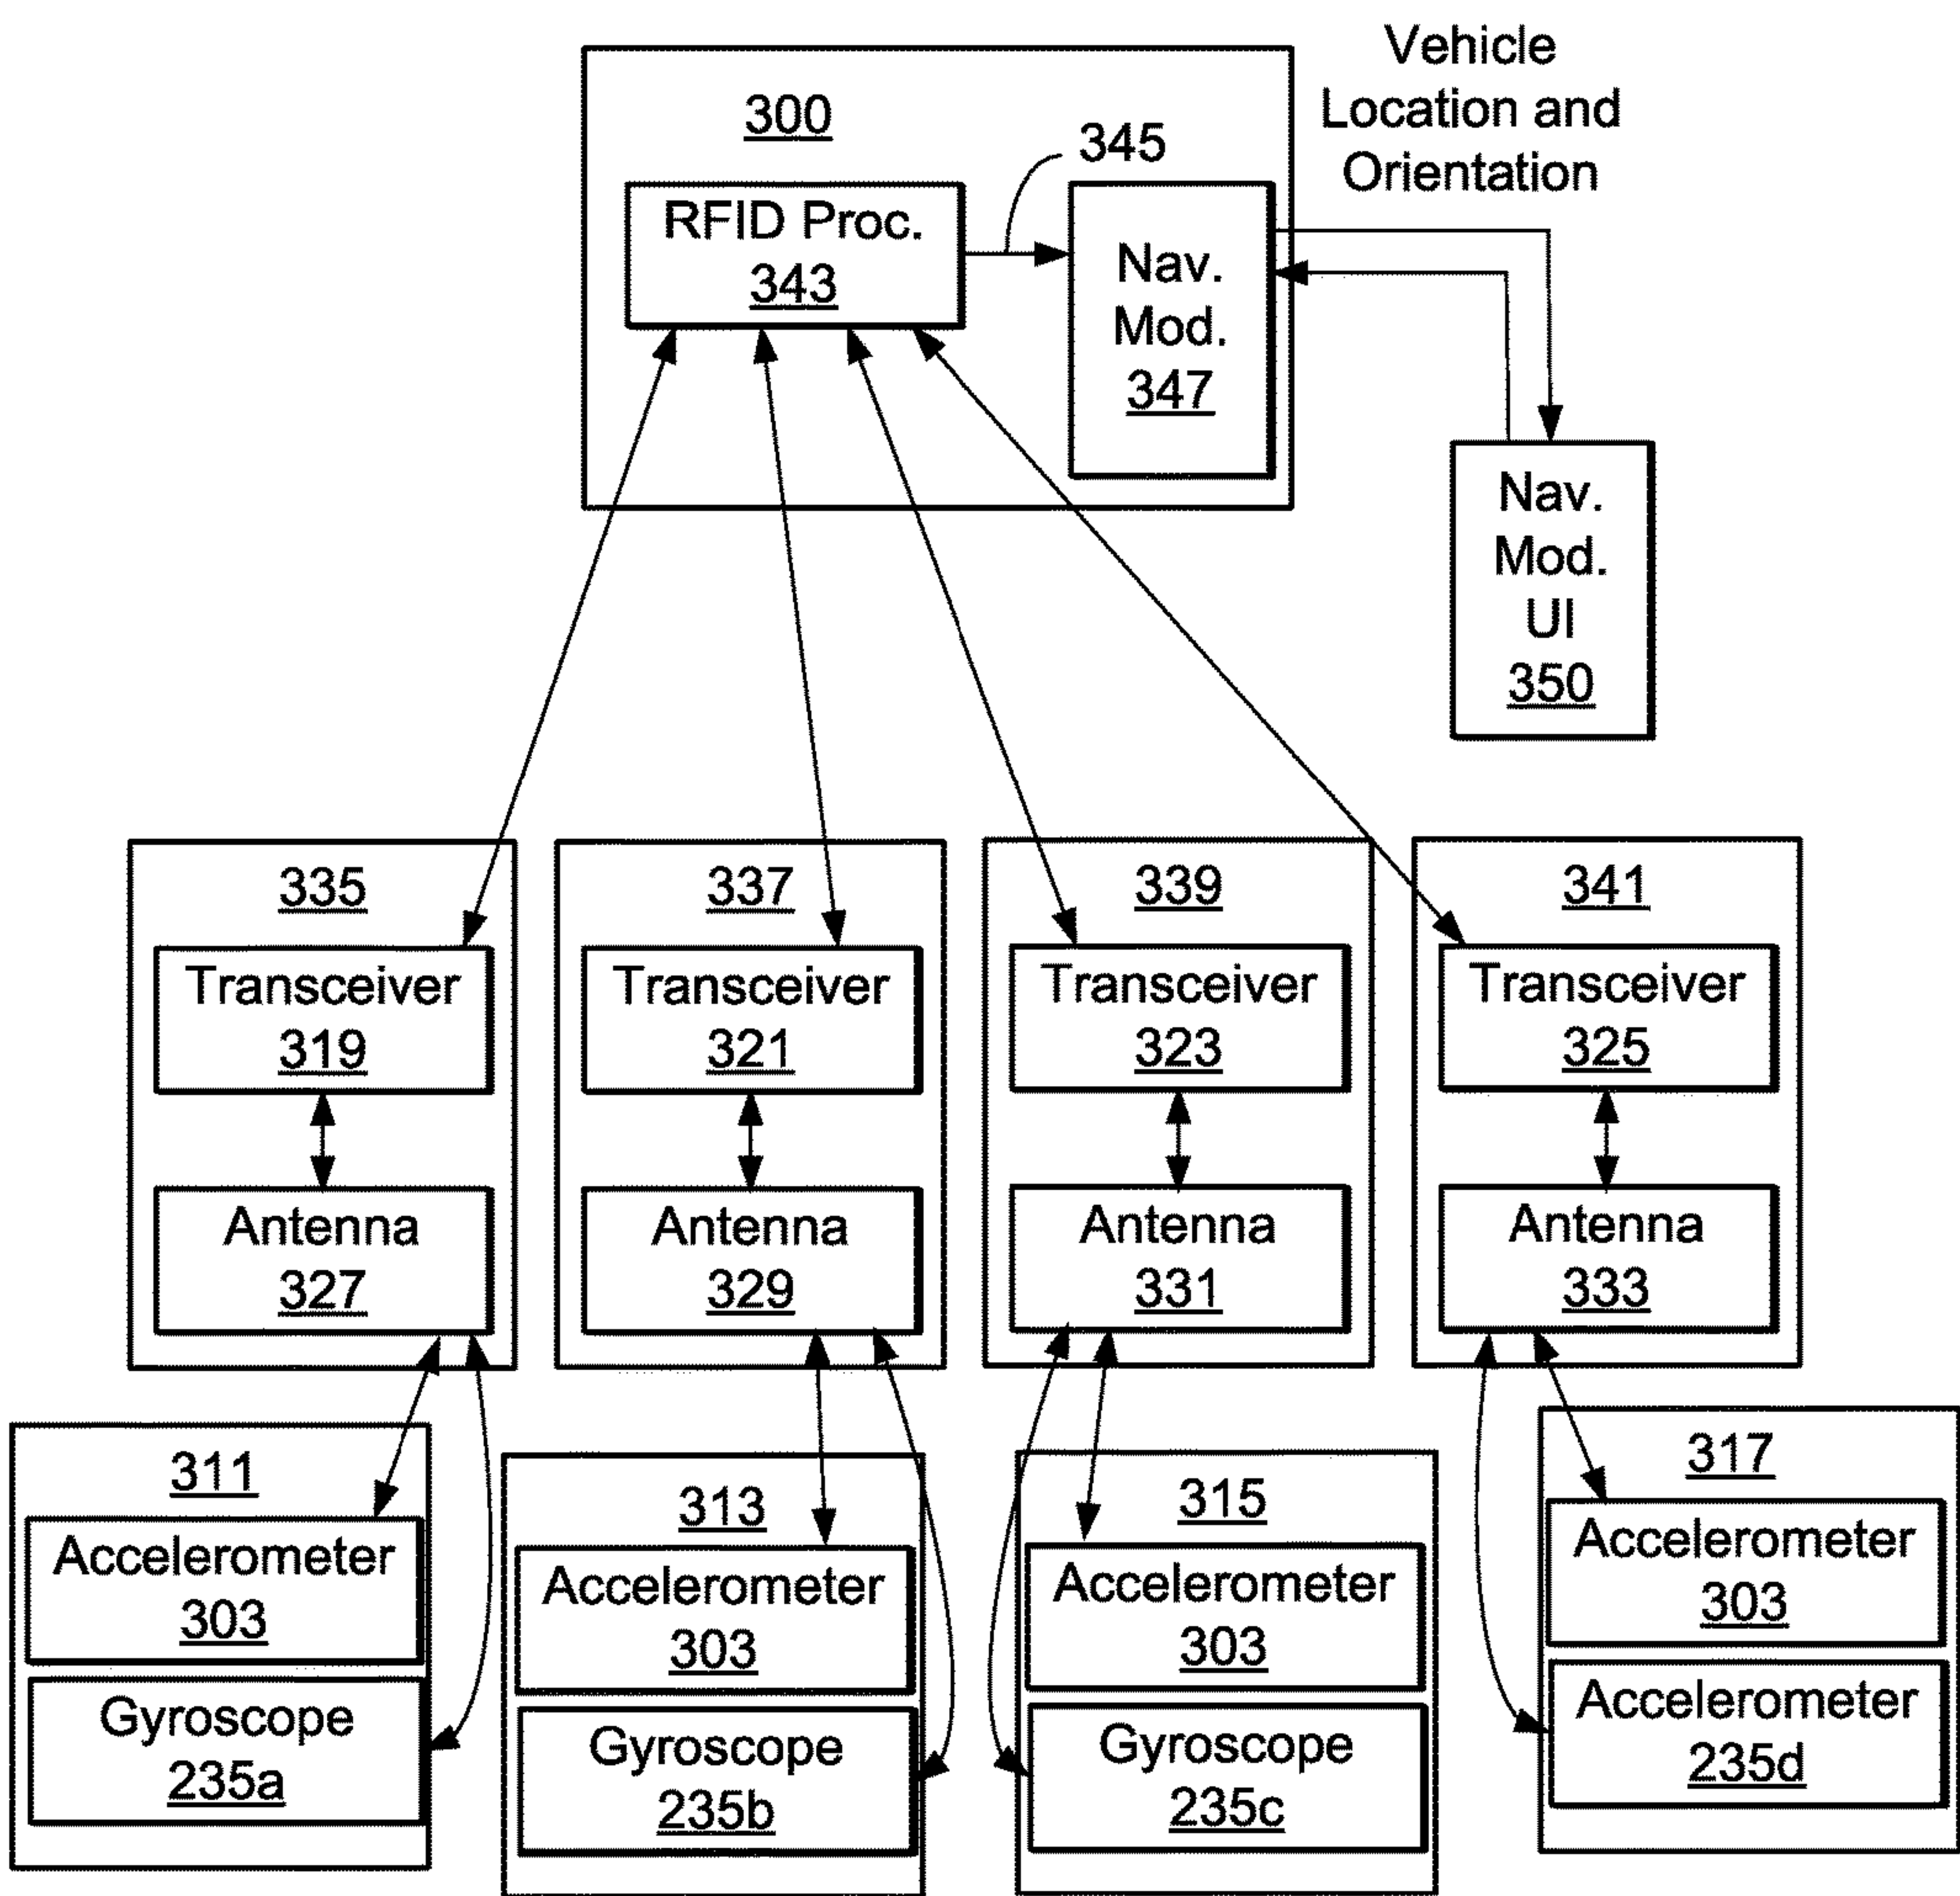 Vehicle
Location and
Orientation
300
345
RFID Proc.
343
Nav.
Mod.
347
Nav.
Mod.
UI
350
335
Transceiver
319
Antenna
327
337
Transceiver
321
Antenna
329
339
Transceiver
323
Antenna
331
341
Transceiver
325
Antenna
333
311
Accelerometer
303
Gyroscope
235a
313
Accelerometer
303
Gyroscope
235b
315
Accelerometer
303
Gyroscope
235c
317
Accelerometer
303
Accelerometer
235d